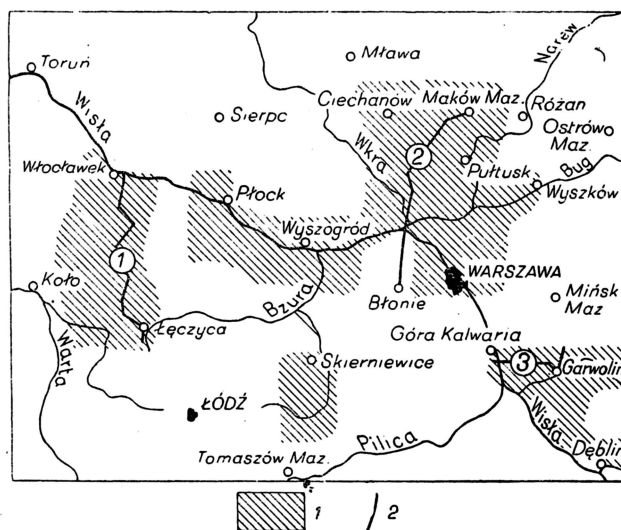 Toruń
Mława
Narew
Wisła
Sierpc
Ciechanów
Maków Maz.
Różan
Ostrówo
Maz.
Włocławek
Wkra
2
Pułtusk
Bug
Wyszków
Płock
Wyszogród
1
WARSZAWA
Koło
Bzura
Błonie
Mińsk
Maz
Łęczyca
Góra Kalwaria
Warta
Skierniewice
3
Garwolin
ŁÓDŹ
Wisła
Pilica
Tomaszów Maz.
Dęblin
1
2